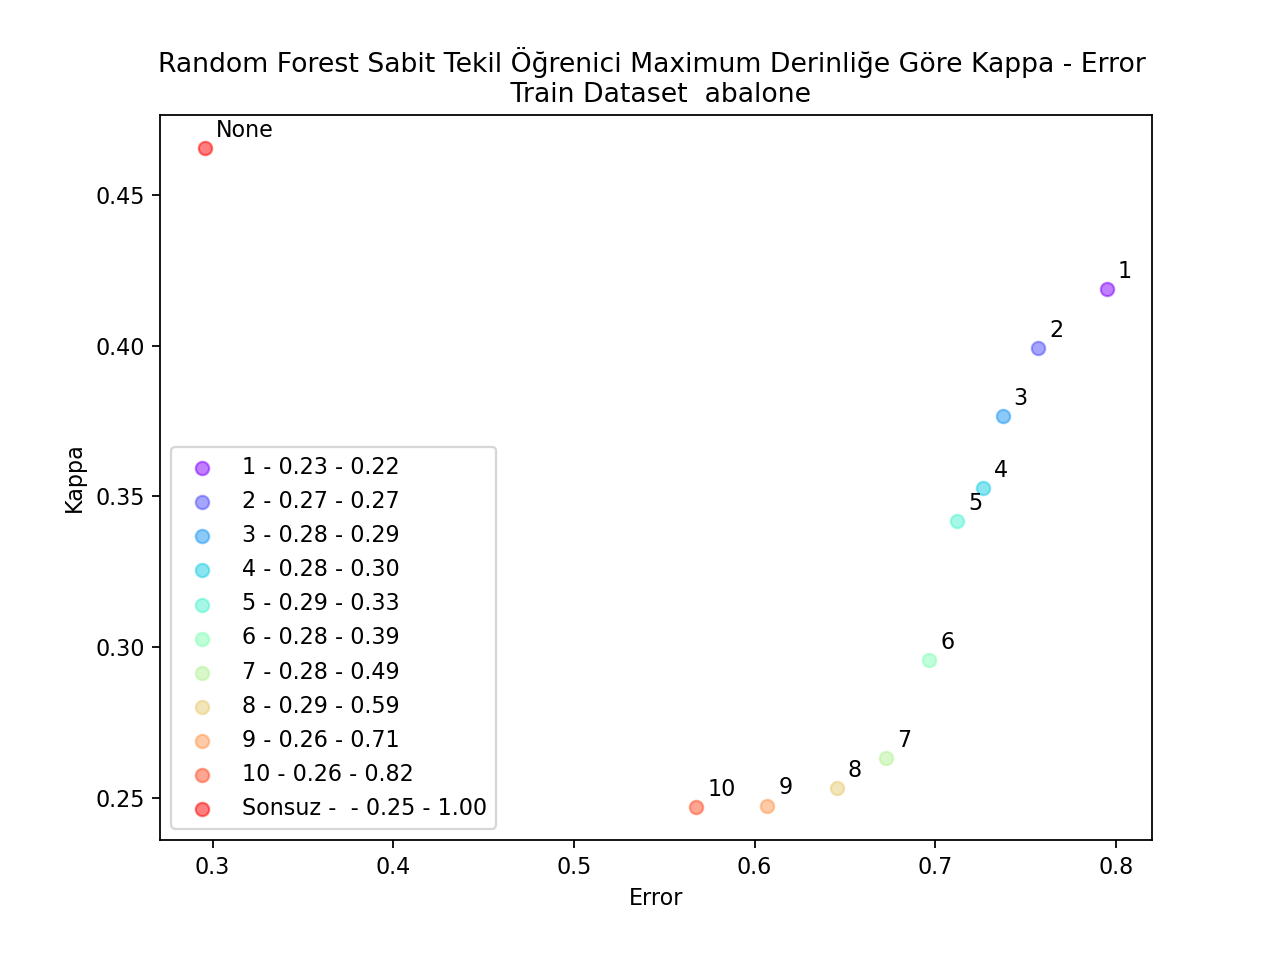 Random Forest Sabit Tekil Öğrenici Maximum Derinliğe Göre Kappa - Error
Train Dataset  abalone
None
1
2
3
4
5
6
7
8
9
10
0.45
0.40
0.35
0.30
0.25
Kappa
1 - 0.23 - 0.22
2 - 0.27 - 0.27
3 - 0.28 - 0.29
4 - 0.28 - 0.30
5 - 0.29 - 0.33
6 - 0.28 - 0.39
7 - 0.28 - 0.49
8 - 0.29 - 0.59
9 - 0.26 - 0.71
10 - 0.26 - 0.82
Sonsuz -  - 0.25 - 1.00
0.3 0.4 0.5 0.6 0.7 0.8
Error